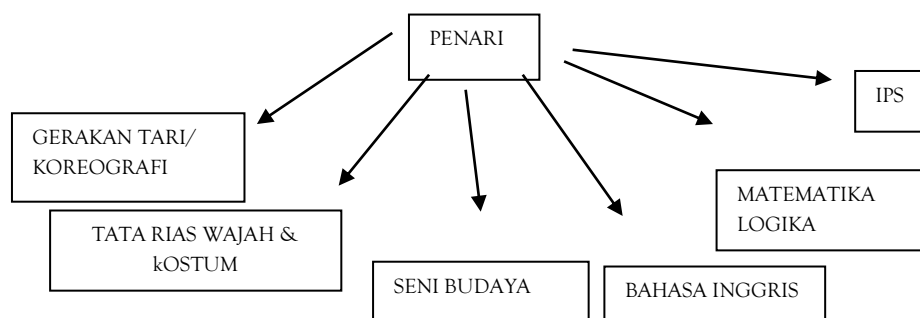 PENARI
IPS
GERAKAN TARI/
KOREOGRAFI
MATEMATIKA
LOGIKA
TATA RIAS WAJAH &
kOSTUM
SENI BUDAYA
BAHASA INGGRIS